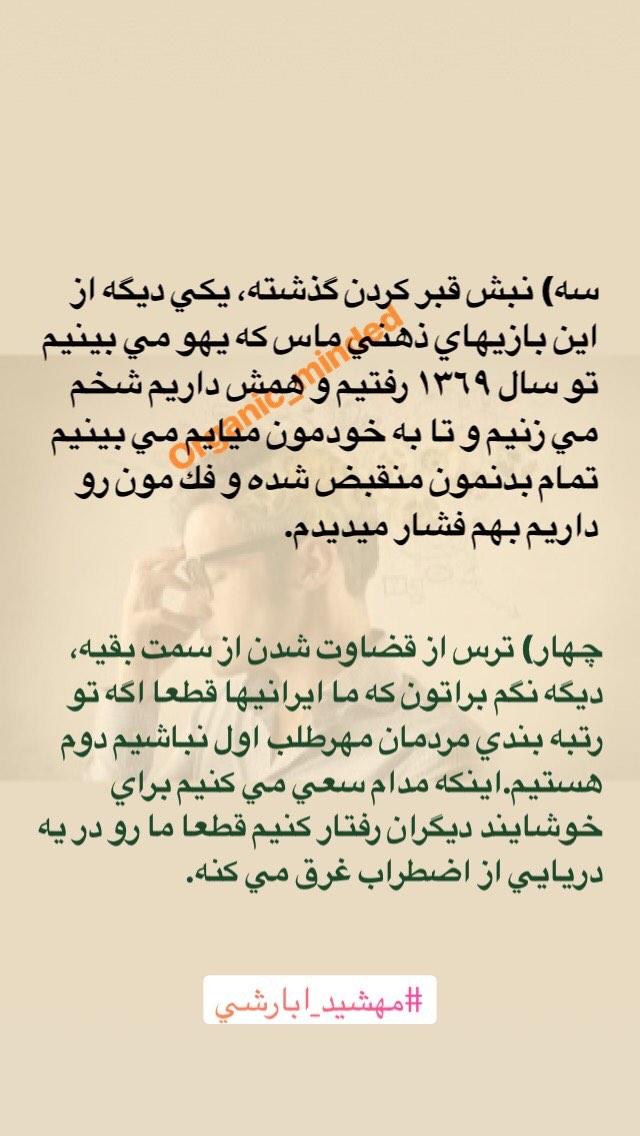 سه) نبش قبر كردن گذشته، يكي ديگه از
اين بازيهاي ذهني ماس كه يهو مي بينيم
تو سال ١٣٦٩ رفتيم و همش داريم شخم
مي زنيم و تا به خودمون ميايم مي بينيم
تمام بدنمون منقبض شده و فك مون رو
داريم بهم فشار ميديدم.
Organic_minded
چهار) ترس از قضاوت شدن از سمت بقيه،
ديگه نگم براتون كه ما ايرانيها قطعا اگه تو
رتبه بندي مردمان مهرطلب اول نباشيم دوم
هستيم.اينكه مدام سعي مي كنيم براي
خوشايند ديگران رفتار كنيم قطعا ما رو در يه
دريايي از اضطراب غرق مي كنه.
#مهشيد_ابارشي